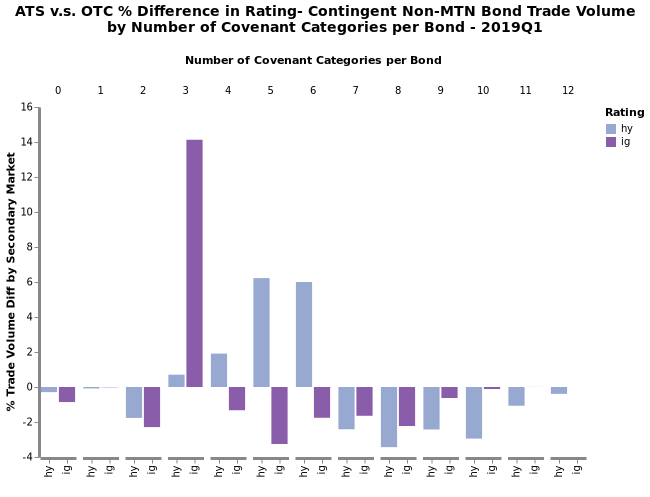 ATS v.s. OTC % Difference in Rating- Contingent Non-MTN Bond Trade Volume
by Number of Covenant Categories per Bond - 2019Q1
Number of Covenant Categories per Bond
0 1 2 3 4 5 6 7 8 9 10 11 12
% Trade Volume Diff by Secondary Market
16
14
12
10
8
6
4
2
0
-2
-4
hy ig hy ig hy ig hy ig hy ig hy ig hy ig hy ig hy ig hy ig hy ig hy ig hy ig
Rating
hy
ig